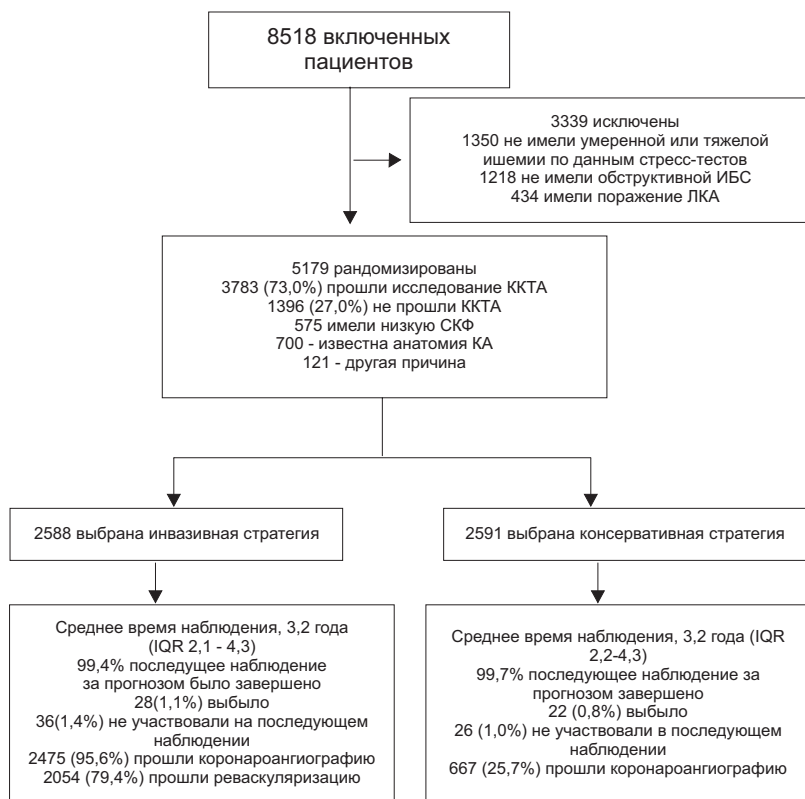 8518 включенных
пациентов
3339 исключены
1350 не имели умеренной или тяжелой
ишемии по данным стресс-тестов
1218 не имели обструктивной ИБС
434 имели поражение ЛКА
5179 рандомизированы
3783 (73,0%) прошли исследование ККТА
1396 (27,0%) не прошли ККТА
575 имели низкую СКФ
700 - известна анатомия КА
121 - другая причина
2588 выбрана инвазивная стратегия
2591 выбрана консервативная стратегия
Среднее время наблюдения, 3,2 года
(IQR 2,1 - 4,3)
99,4% последущее наблюдение
за прогнозом было завершено
28(1,1%) выбыло
36(1,4%) не участвовали на последующем
наблюдении
2475 (95,6%) прошли коронароангиографию
2054 (79,4%) прошли реваскуляризацию
Среднее время наблюдения, 3,2 года (IQR
2,2-4,3)
99,7% последующее наблюдение за
прогнозом завершено
22 (0,8%) выбыло
26 (1,0%) не участвовали в последующем
наблюдении
667 (25,7%) прошли коронароангиографию